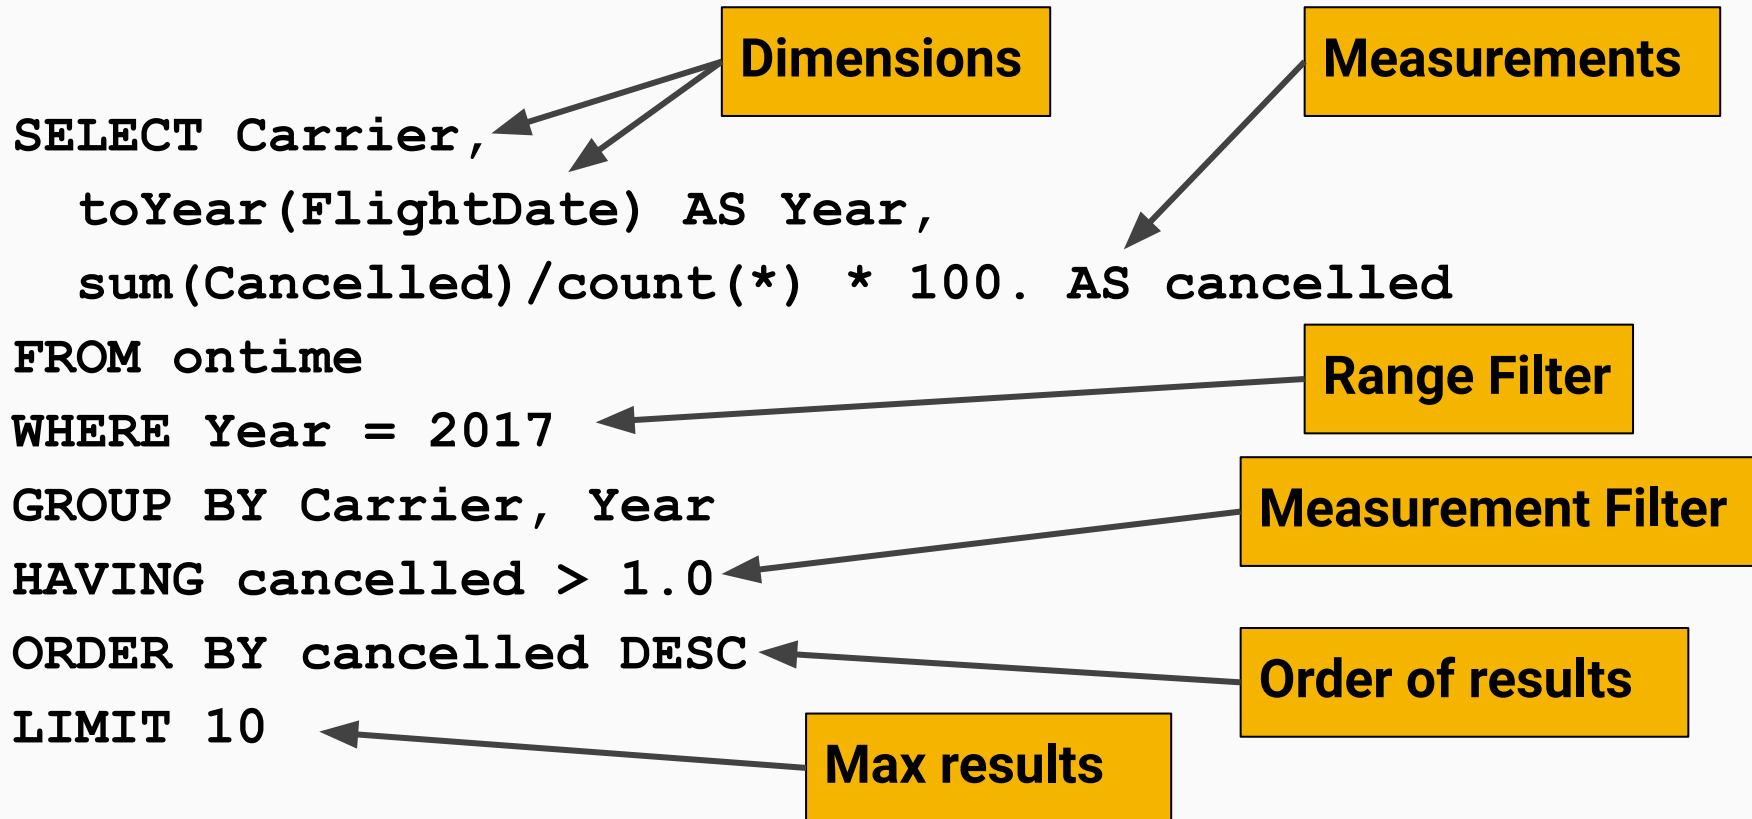 Dimensions
Measurements
SELECT Carrier,
toYear(FlightDate) AS Year,
sum(Cancelled)/count(*) * 100. AS cancelled
FROM ontime
Range Filter
WHERE Year = 2017
GROUP BY Carrier, Year
Measurement Filter
HAVING cancelled > 1.0
ORDER BY cancelled DESC
Order of results
LIMIT 10
Max results